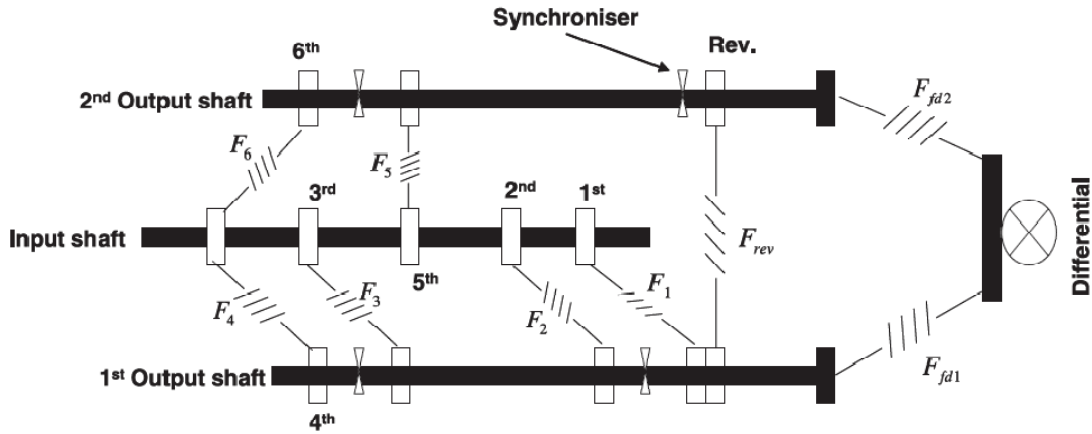 Synchroniser
6th
Rev.
2nd Output shaft
Ffd2
F6
F5
3rd
2nd
1st
Input shaft
Frev
Differential
5th
F4
F3
F2
F1
1st Output shaft
4th
Ffd1